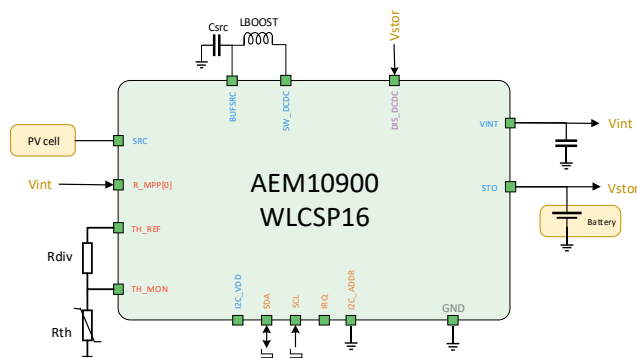 Csrc
LBOOST
Vstor
BUFSRC
SW_DCDC
DIS_DCDC
PV cell
SRC
VINT
Vint
Vint
R_MPP[0]
AEM10900
WLCSP16
STO
Vstor
Battery
TH_REF
Rdiv
TH_MON
Rth
I2C_VDD
SDA
SCL
IRQ
I2C_ADDR
GND